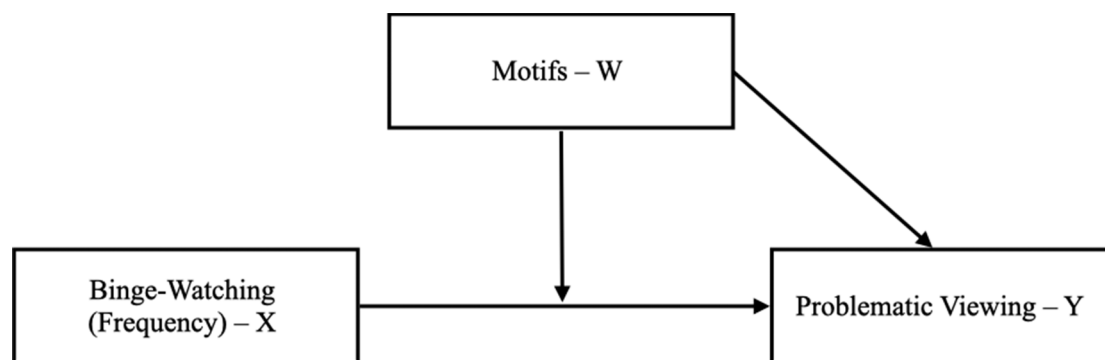 Motifs – W
Binge-Watching
(Frequency) – X
Problematic Viewing – Y